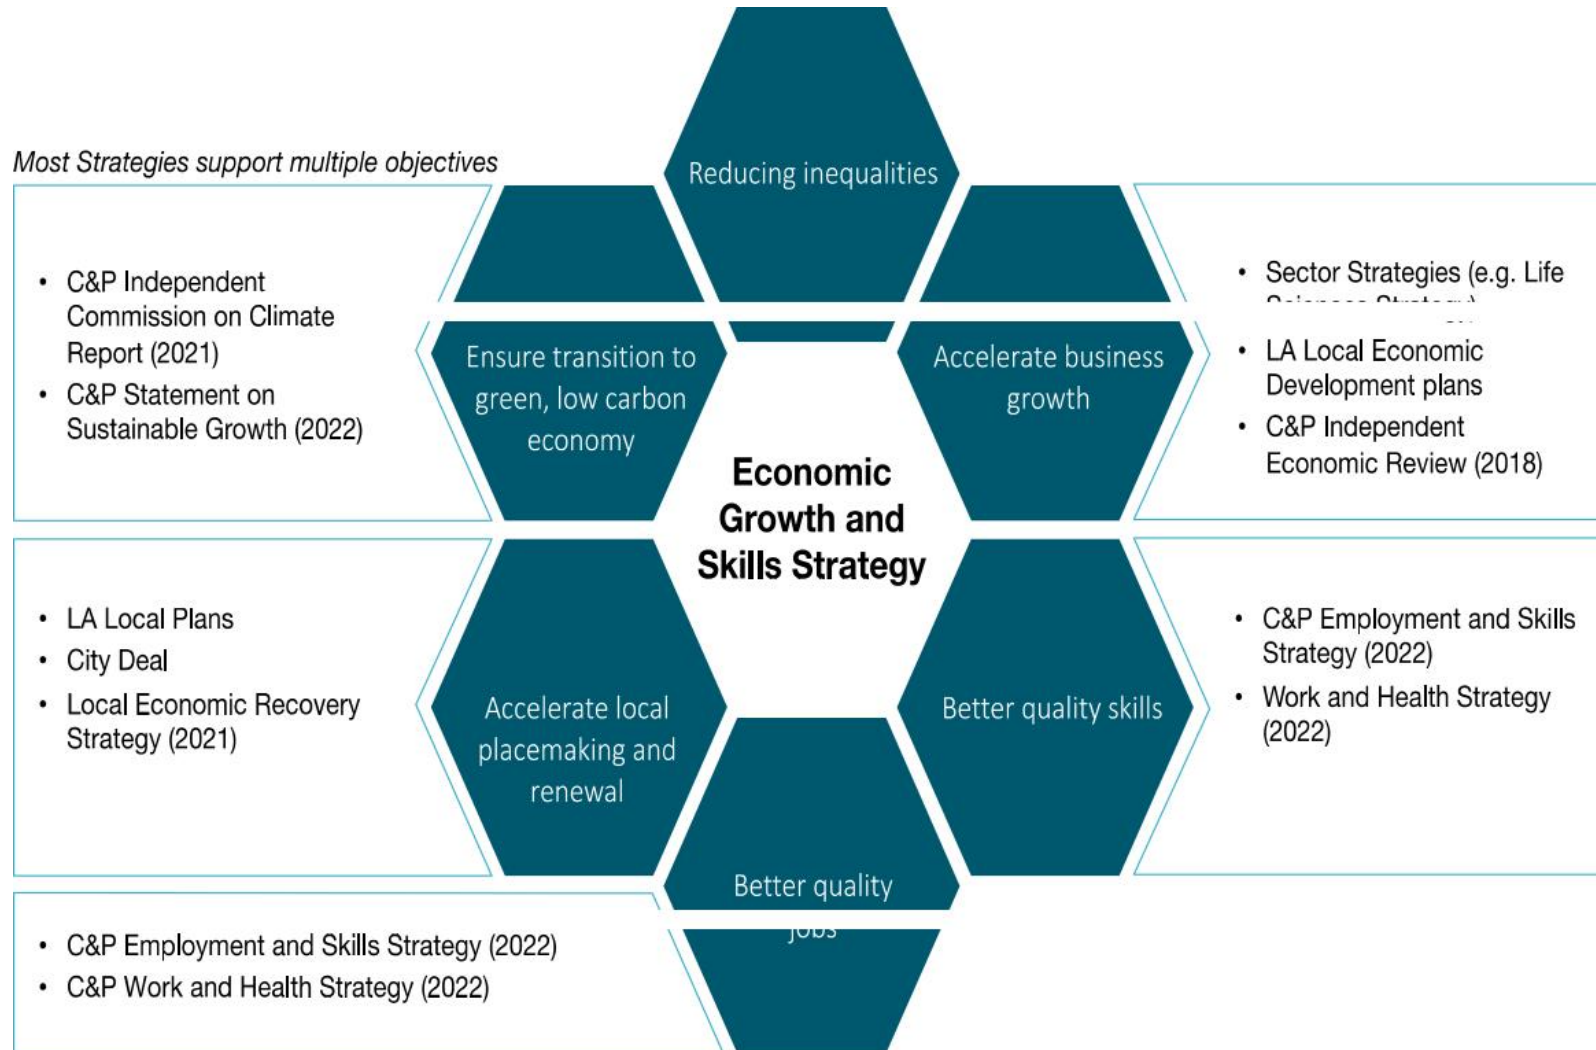 Most Strategies support multiple objectives
Reducing inequalities
• C&P Independent
Commission on Climate
Report (2021)
• C&P Statement on
Sustainable Growth (2022)
Ensure transition to
green, low carbon
economy
Accelerate business
growth
• Sector Strategies (e.g. Life
• LA Local Economic
Development plans
• C&P Independent
Economic Review (2018)
Economic
Growth and
Skills Strategy
• LA Local Plans
• City Deal
• Local Economic Recovery
Strategy (2021)
Accelerate local
placemaking and
renewal
Better quality skills
• C&P Employment and Skills
Strategy (2022)
• Work and Health Strategy
(2022)
Better quality
jobs
• C&P Employment and Skills Strategy (2022)
• C&P Work and Health Strategy (2022)